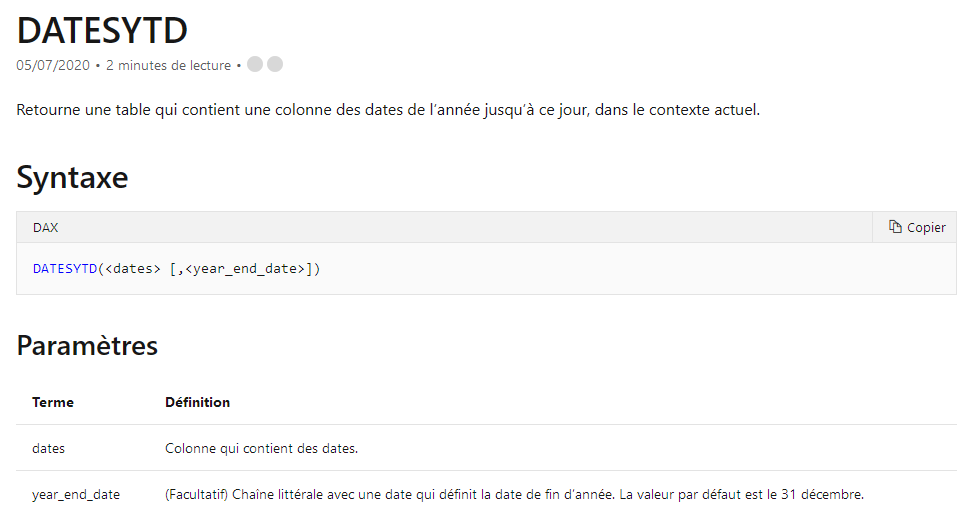 DATESYTD
05/07/2020 • 2 minutes de lecture •
Retourne une table qui contient une colonne des dates de l’année jusqu’à ce jour, dans le contexte actuel.
Syntaxe
DAX Copier
DATESYTD(<dates> [,<year_end_date>])
Paramètres
Terme Définition
dates Colonne qui contient des dates.
year_end_date (Facultatif) Chaîne littérale avec une date qui définit la date de fin d’année. La valeur par défaut est le 31 décembre.